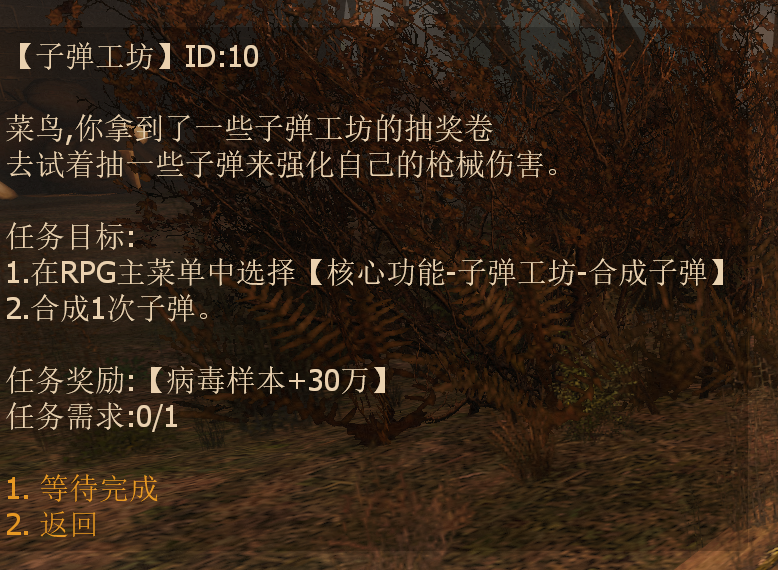 【子弹工坊】ID:10
菜鸟,你拿到了一些子弹工坊的抽奖卷
去试着抽一些子弹来强化自己的枪械伤害。
任务目标:
1.在RPG主菜单中选择【核心功能-子弹工坊-合成子弹】
2.合成1次子弹。
任务奖励:【病毒样本+30万】
任务需求:0/1
1. 等待完成
2. 返回